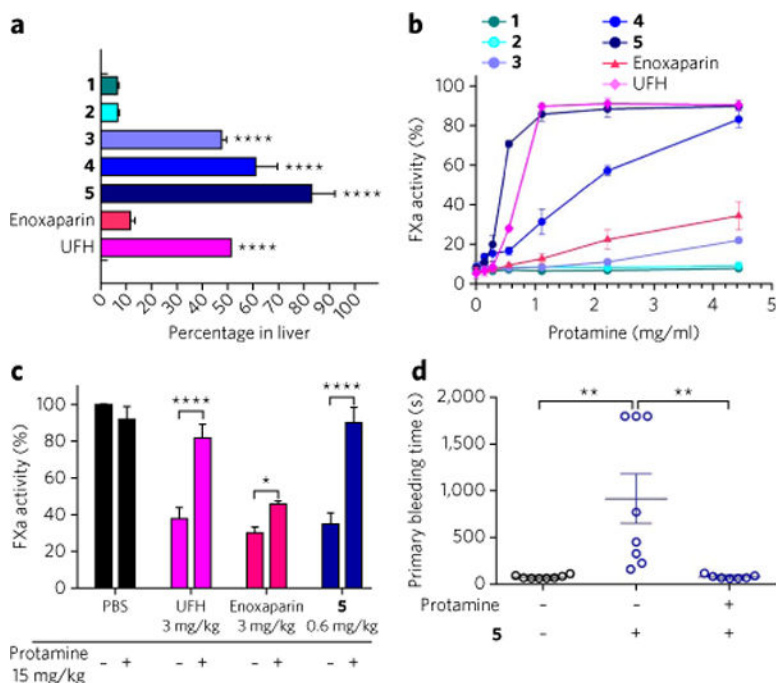 a
1
2
3
4
5
Enoxaparin
UFH
****
****
****
****
0 10 20 30 40 50 60 70 80 90 100
Percentage in liver
b
1
2
3
4
5
Enoxaparin
UFH
FXa activity (%)
100
80
60
40
20
0
0 1 2 3 4 5
Protamine (mg/ml)
c
FXa activity (%)
100
80
60
40
20
0
****
*
****
PBS UFH Enoxaparin 5
3 mg/kg 3 mg/kg 0.6 mg/kg
Protamine - + - + - + - +
15 mg/kg
d
Primary bleeding time (s)
2,000
1,500
1,000
500
0
** **
Protamine - - +
5 - + +